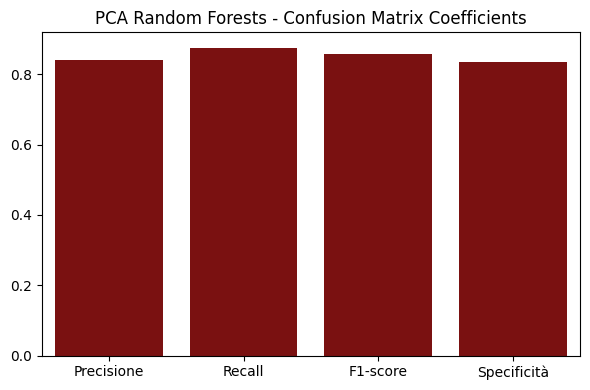 PCA Random Forests - Confusion Matrix Coefficients
0.8
0.6
0.4
0.2
0.0
Precisione Recall F1-score Specificità